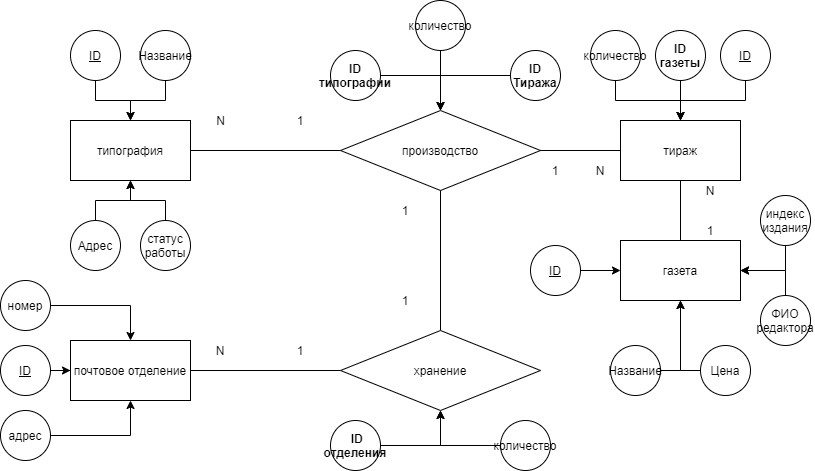 количество
ID
Название
ID
типографии
ID
Тиража
количество
ID
газеты
ID
N
1
типография
производство
тираж
1
N
N
1
1
индекс
издания
Адрес
статус
работы
ID
газета
номер
1
ФИО
редактора
N
1
ID
почтовое отделение
хранение
Название
Цена
адрес
ID
отделения
количество